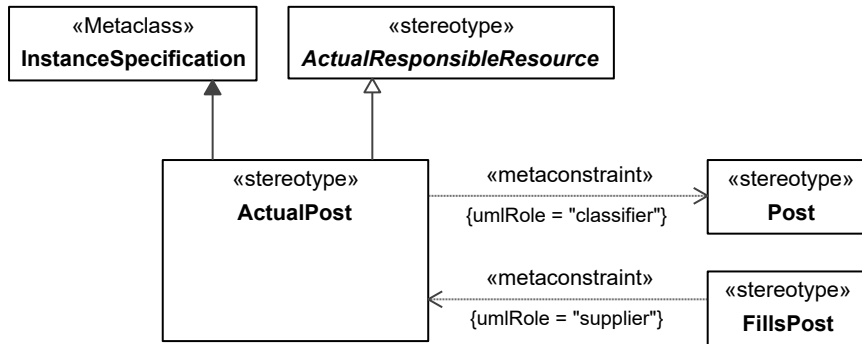 «Metaclass»
InstanceSpecification
«stereotype»
ActualResponsibleResource
«stereotype»
ActualPost
«metaconstraint»
{umlRole = "classifier"}
«stereotype»
Post
«metaconstraint»
{umlRole = "supplier"}
«stereotype»
FillsPost